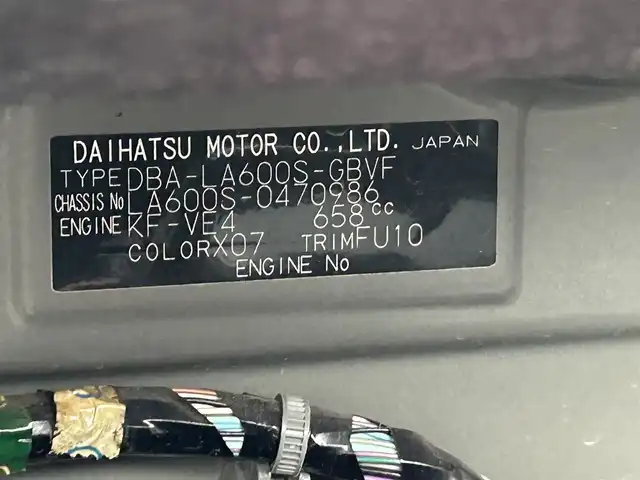 DAIHATSU MOTOR CO.,LTD. JAPAN
TYPE DBA-LA600S-GBVF
CHASSIS No LA600S-0470986
ENGINE KF-VE4 658cc
COLOR X07 TRIM FU10
ENGINE No